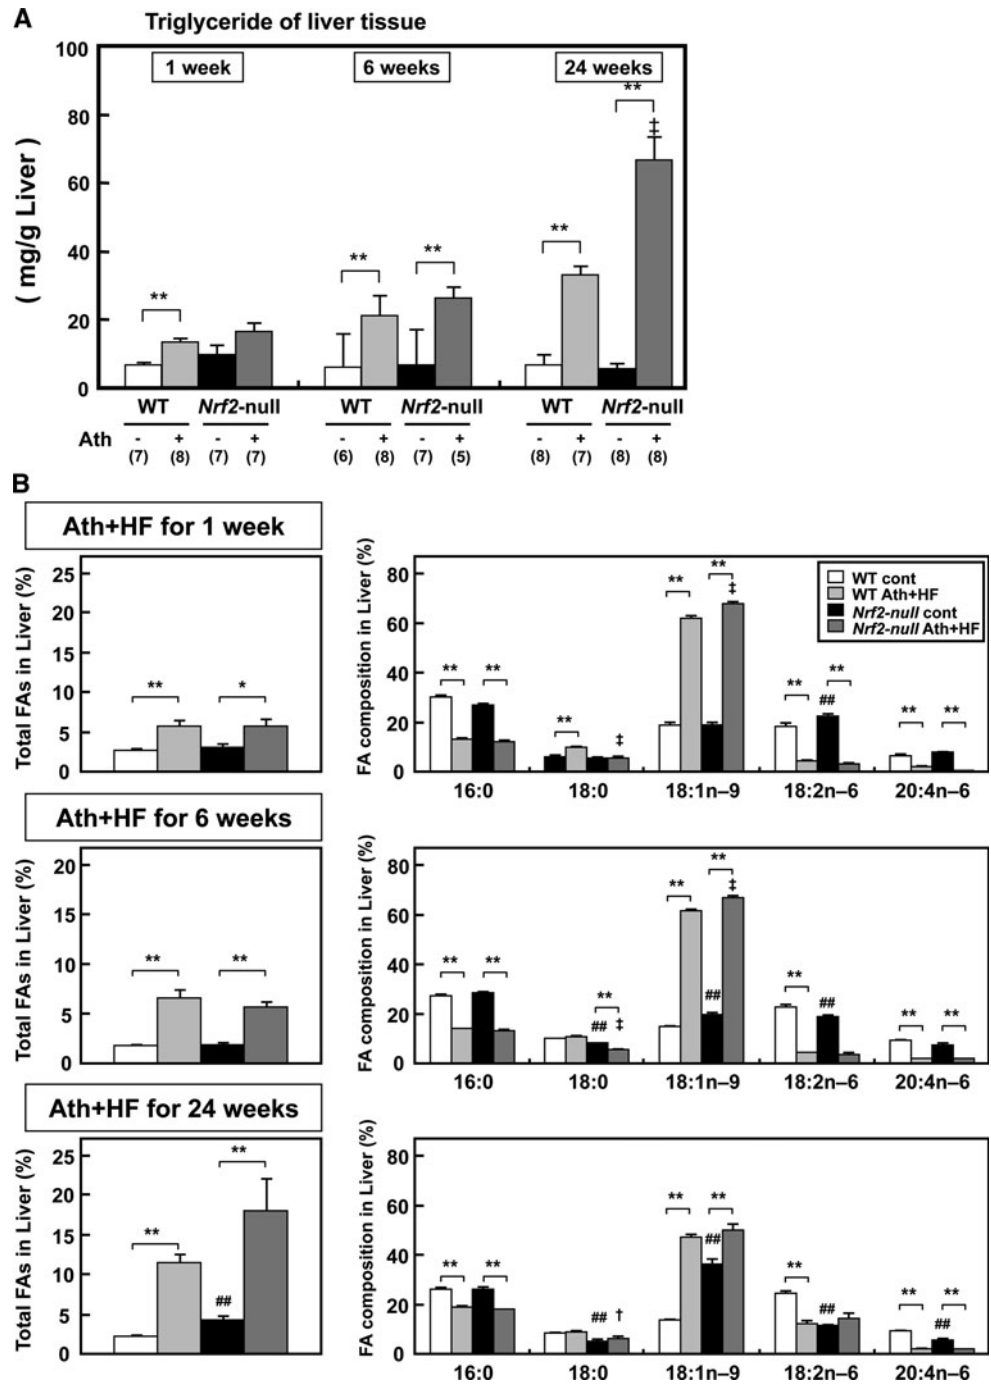 A
Triglyceride of liver tissue
( mg/g Liver )
100
80
60
40
20
0
1 week
6 weeks
24 weeks
** ** ** ** ** ‡
WT Nrf2-null WT Nrf2-null WT Nrf2-null
Ath - + - + - + - + - + - +
(7) (8) (7) (7) (6) (8) (7) (5) (8) (7) (8) (8)
B
Ath+HF for 1 week
Total FAs in Liver (%)
25
20
15
10
5
0
** *
FA composition in Liver (%)
80
60
40
20
0
WT cont
WT Ath+HF
Nrf2-null cont
Nrf2-null Ath+HF
** ** ** ‡ ** ** ‡ ** ## ** ** **
16:0 18:0 18:1n–9 18:2n–6 20:4n–6
Ath+HF for 6 weeks
Total FAs in Liver (%)
20
15
10
5
0
** **
FA composition in Liver (%)
80
60
40
20
0
** ** ## ** ‡ ** ## ** ‡ ** ## ** **
16:0 18:0 18:1n–9 18:2n–6 20:4n–6
Ath+HF for 24 weeks
Total FAs in Liver (%)
25
20
15
10
5
0
** ## **
FA composition in Liver (%)
80
60
40
20
0
** ** ## † ** ## ** ** ## ** ## **
16:0 18:0 18:1n–9 18:2n–6 20:4n–6